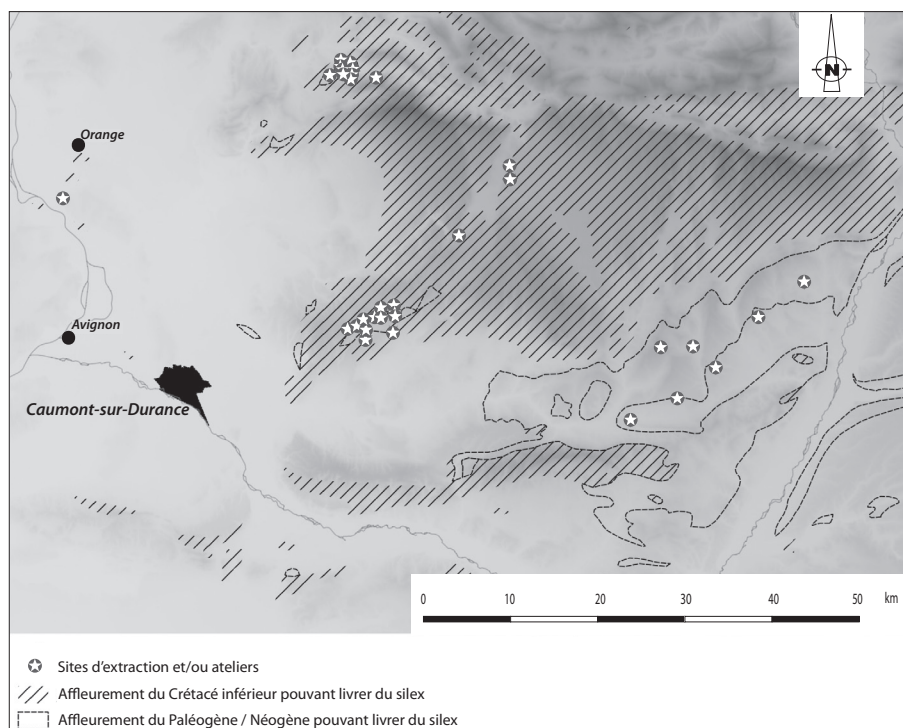 N
Orange
Avignon
Caumont-sur-Durance
0 10 20 30 40 50 km
Sites d'extraction et/ou ateliers
Affleurement du Crétacé inférieur pouvant livrer du silex
Affleurement du Paléogène / Néogène pouvant livrer du silex